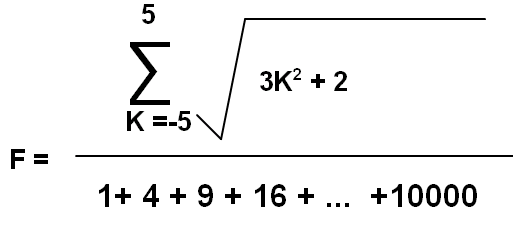 5
∑ √ 3K² + 2
K =-5
F =
1+ 4 + 9 + 16 + ... +10000